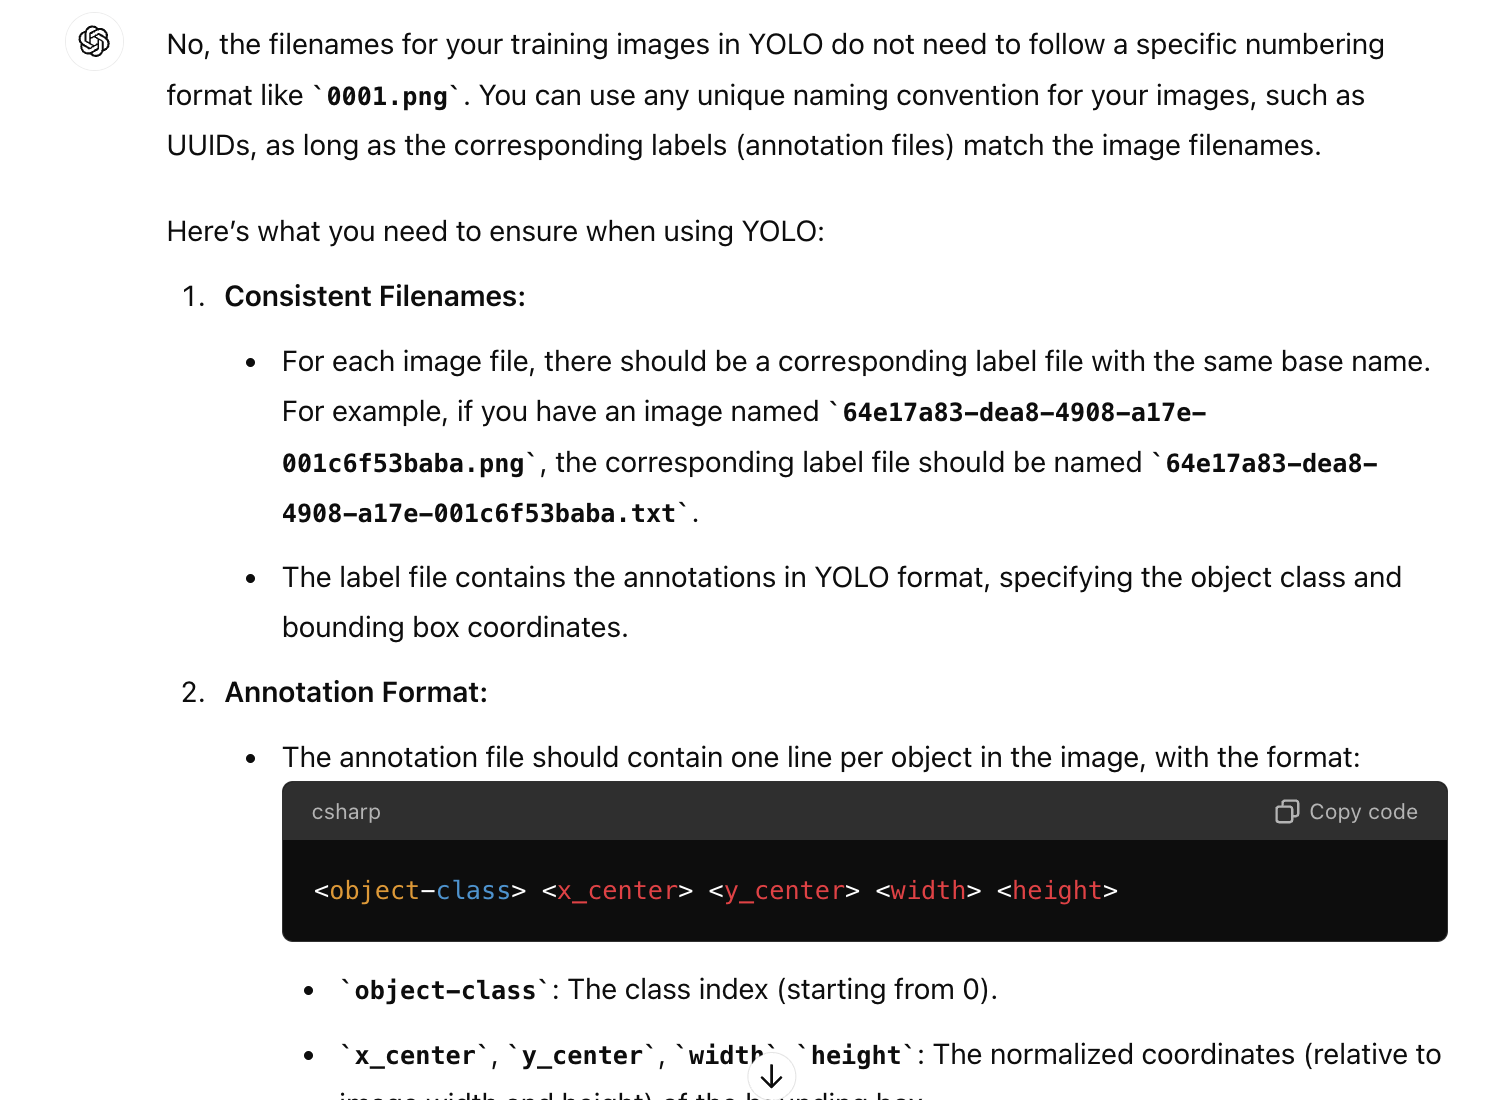 No, the filenames for your training images in YOLO do not need to follow a specific numbering
format like `0001.png`. You can use any unique naming convention for your images, such as
UUIDs, as long as the corresponding labels (annotation files) match the image filenames.
Here’s what you need to ensure when using YOLO:
1. Consistent Filenames:
• For each image file, there should be a corresponding label file with the same base name.
For example, if you have an image named `64e17a83-dea8-4908-a17e-
001c6f53baba.png`, the corresponding label file should be named `64e17a83-dea8-
4908-a17e-001c6f53baba.txt`.
• The label file contains the annotations in YOLO format, specifying the object class and
bounding box coordinates.
2. Annotation Format:
• The annotation file should contain one line per object in the image, with the format:
csharp Copy code
<object-class> <x_center> <y_center> <width> <height>
• `object-class`: The class index (starting from 0).
• `x_center`, `y_center`, `width` `height`: The normalized coordinates (relative to
image width and height) of the bounding box